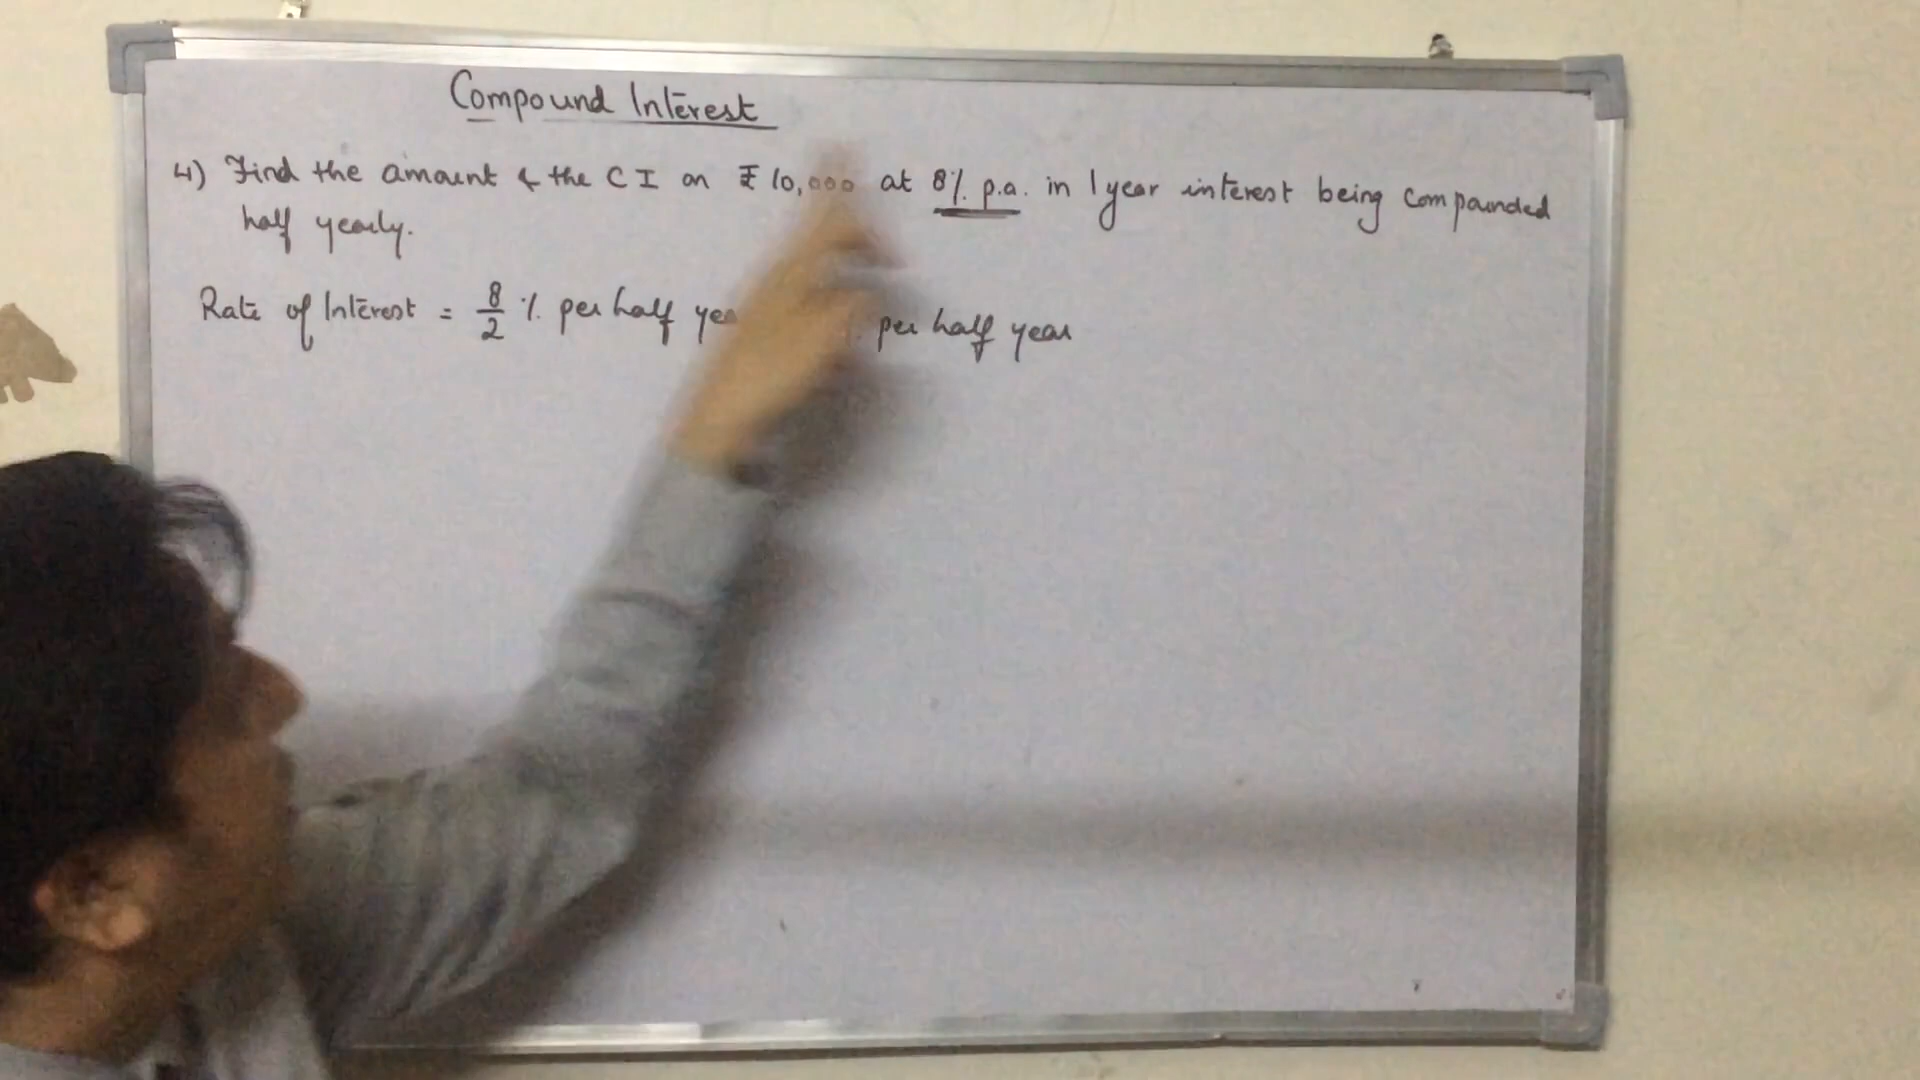 Compound Interest
4) Find the amount & the CI on ₹10,000 at 8% p.a. in 1 year interest being compounded
half yearly.
Rate of Interest = 8/2 % per half % per half year